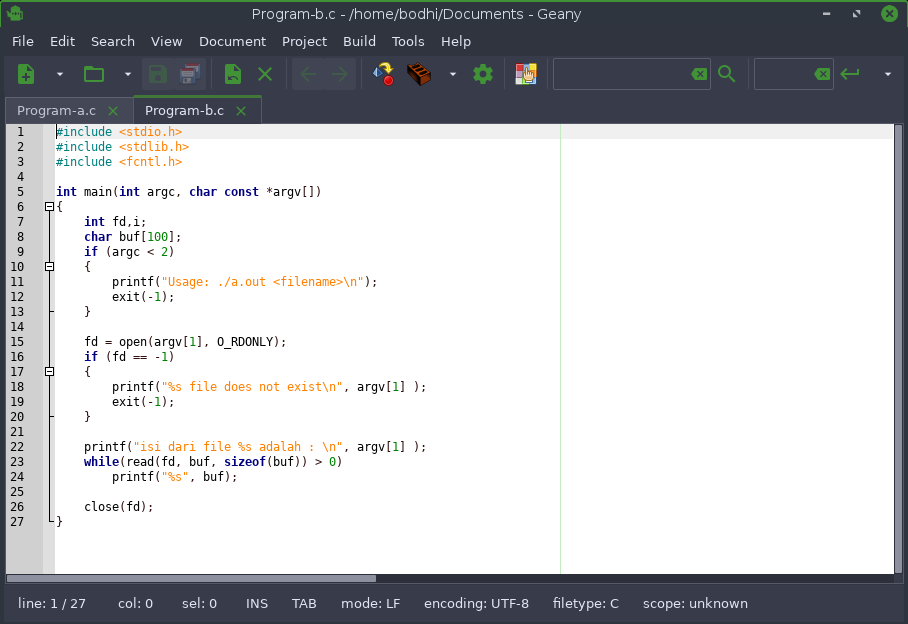 Program-b.c - /home/bodhi/Documents - Geany
File Edit Search View Document Project Build Tools Help
Program-a.c Program-b.c
1 #include <stdio.h>
2 #include <stdlib.h>
3 #include <fcntl.h>
4
5 int main(int argc, char const *argv[])
6 {
7 int fd,i;
8 char buf[100];
9 if (argc < 2)
10 {
11 printf("Usage: ./a.out <filename>\n");
12 exit(-1);
13 }
14
15 fd = open(argv[1], O_RDONLY);
16 if (fd == -1)
17 {
18 printf("%s file does not exist\n", argv[1] );
19 exit(-1);
20 }
21
22 printf("isi dari file %s adalah : \n", argv[1] );
23 while(read(fd, buf, sizeof(buf)) > 0)
24 printf("%s", buf);
25
26 close(fd);
27 }
line: 1 / 27 col: 0 sel: 0 INS TAB mode: LF encoding: UTF-8 filetype: C scope: unknown